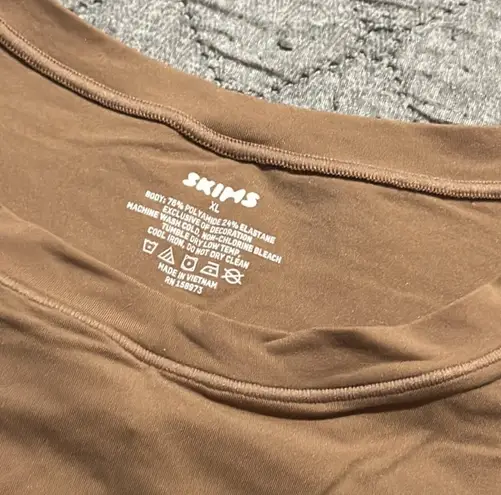 SKIMS
XL
BODY: 76% POLYAMIDE 24% ELASTANE
EXCLUSIVE OF DECORATION
MACHINE WASH COLD, NON-CHLORINE BLEACH
TUMBLE DRY LOW TEMP.
COOL IRON, DO NOT DRY CLEAN
MADE IN VIETNAM
RN 158973